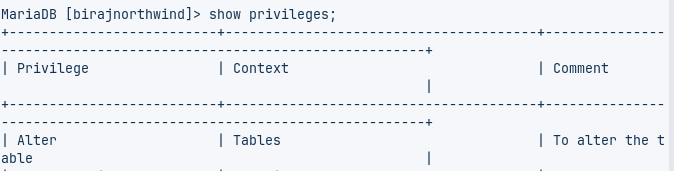 MariaDB [birajnorthwind]> show privileges;
+--------------------------+---------------------------------------+---------------
----------------------------------------------------+
| Privilege                | Context                               | Comment
                                                    |
+--------------------------+---------------------------------------+---------------
----------------------------------------------------+
| Alter                    | Tables                                | To alter the t
able                                                |